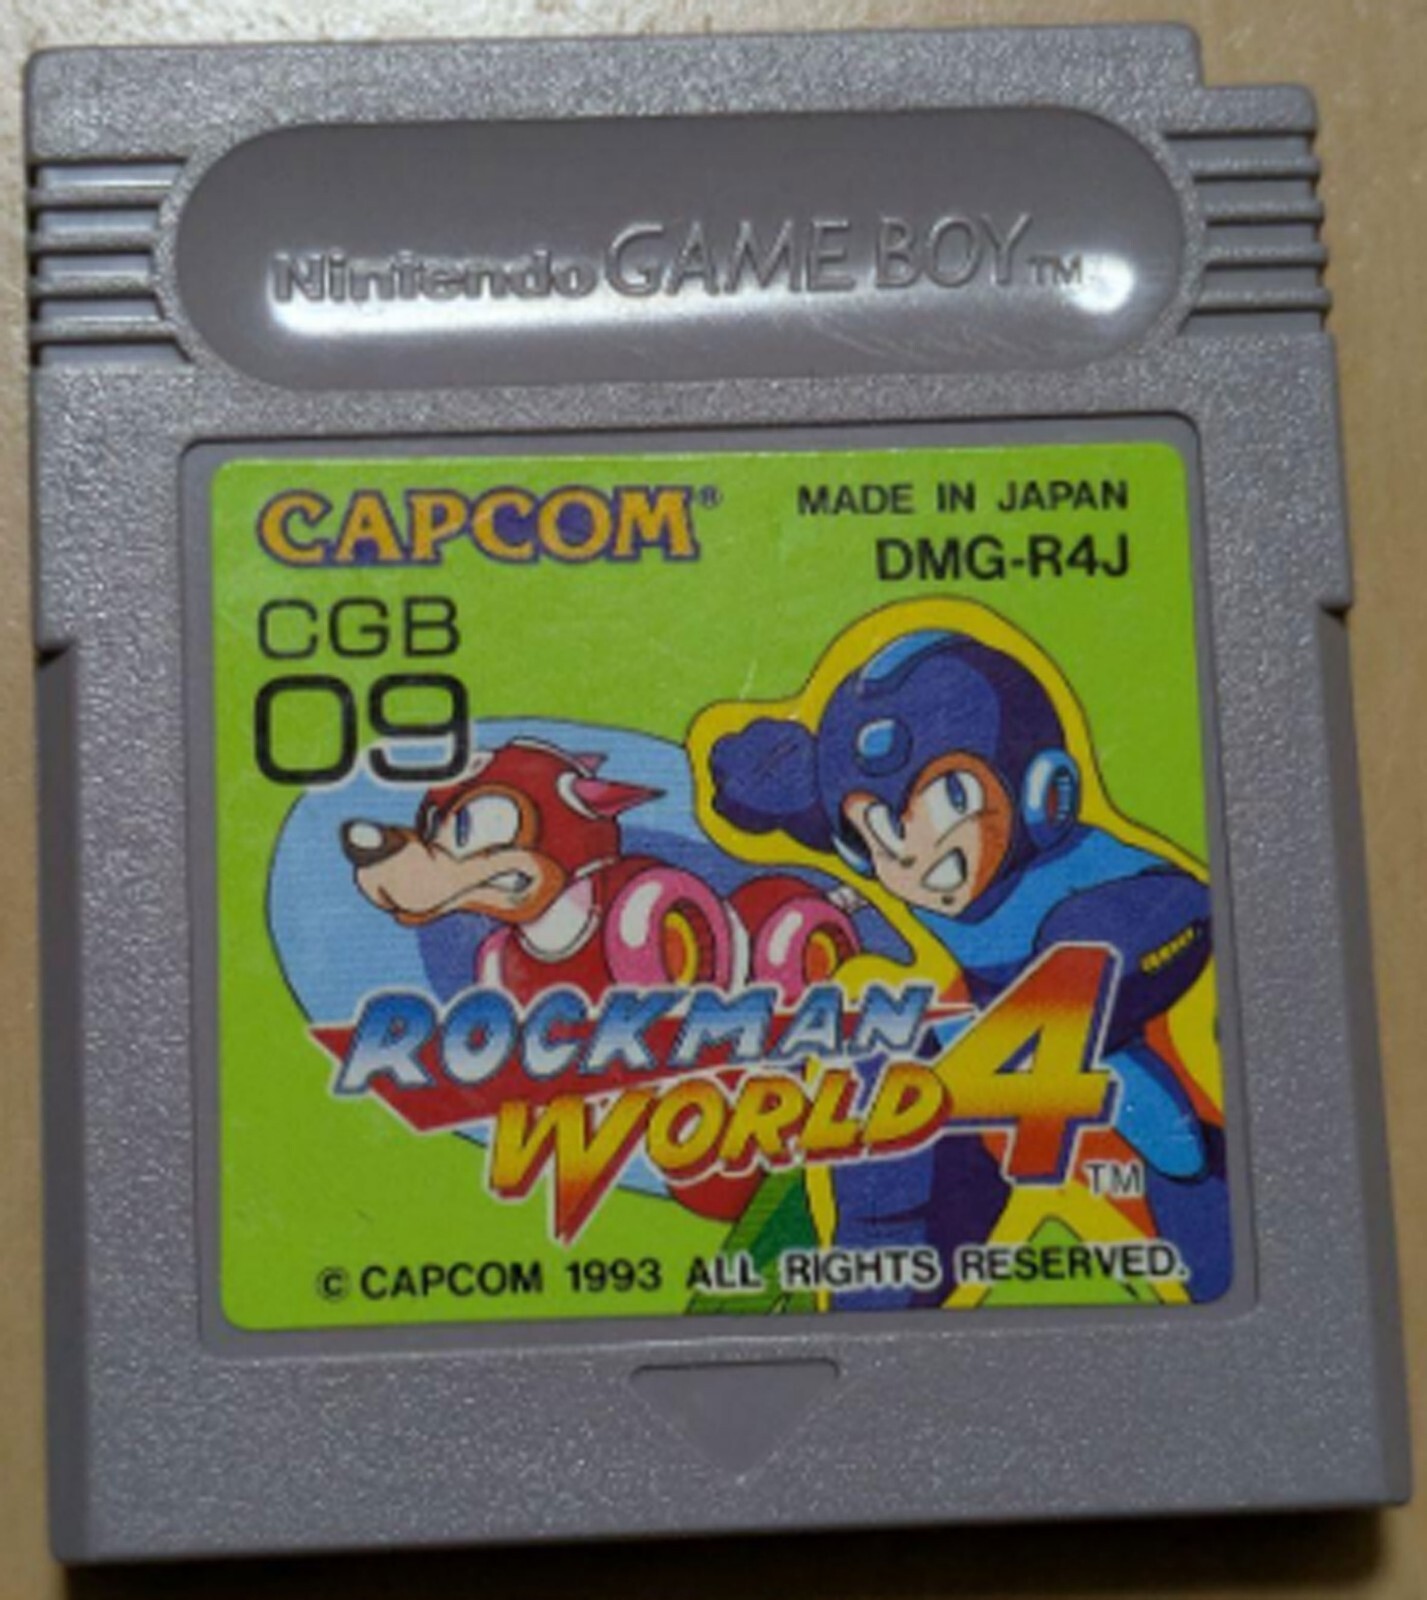 Nintendo GAME BOY™
CAPCOM®
MADE IN JAPAN
DMG-R4J
CGB
09
ROCKMAN
WORLD 4
TM
© CAPCOM 1993 ALL RIGHTS RESERVED.